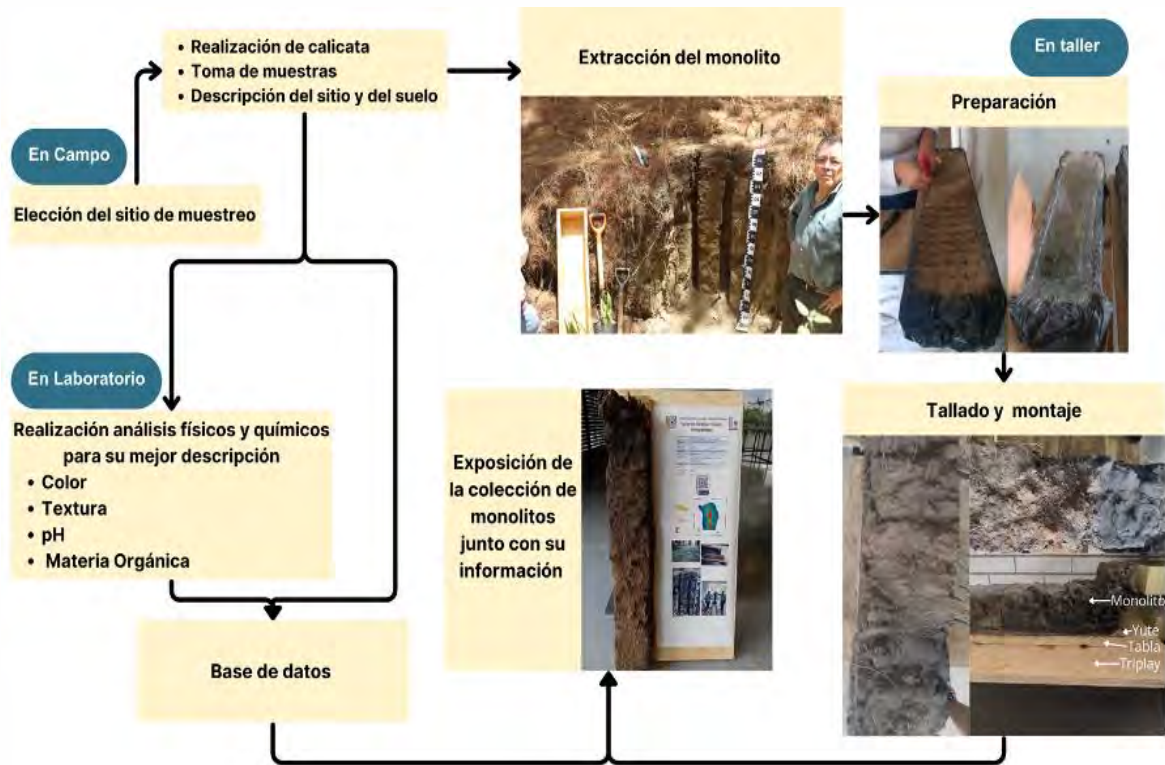 En Campo
Elección del sitio de muestreo
• Realización de calicata
• Toma de muestras
• Descripción del sitio y del suelo
Extracción del monolito
En taller
Preparación
Tallado y montaje
Monolito
Yute
Tabla
Triplay
En Laboratorio
Realización análisis físicos y químicos
para su mejor descripción
• Color
• Textura
• pH
• Materia Orgánica
Base de datos
Exposición de
la colección de
monolitos
junto con su
información